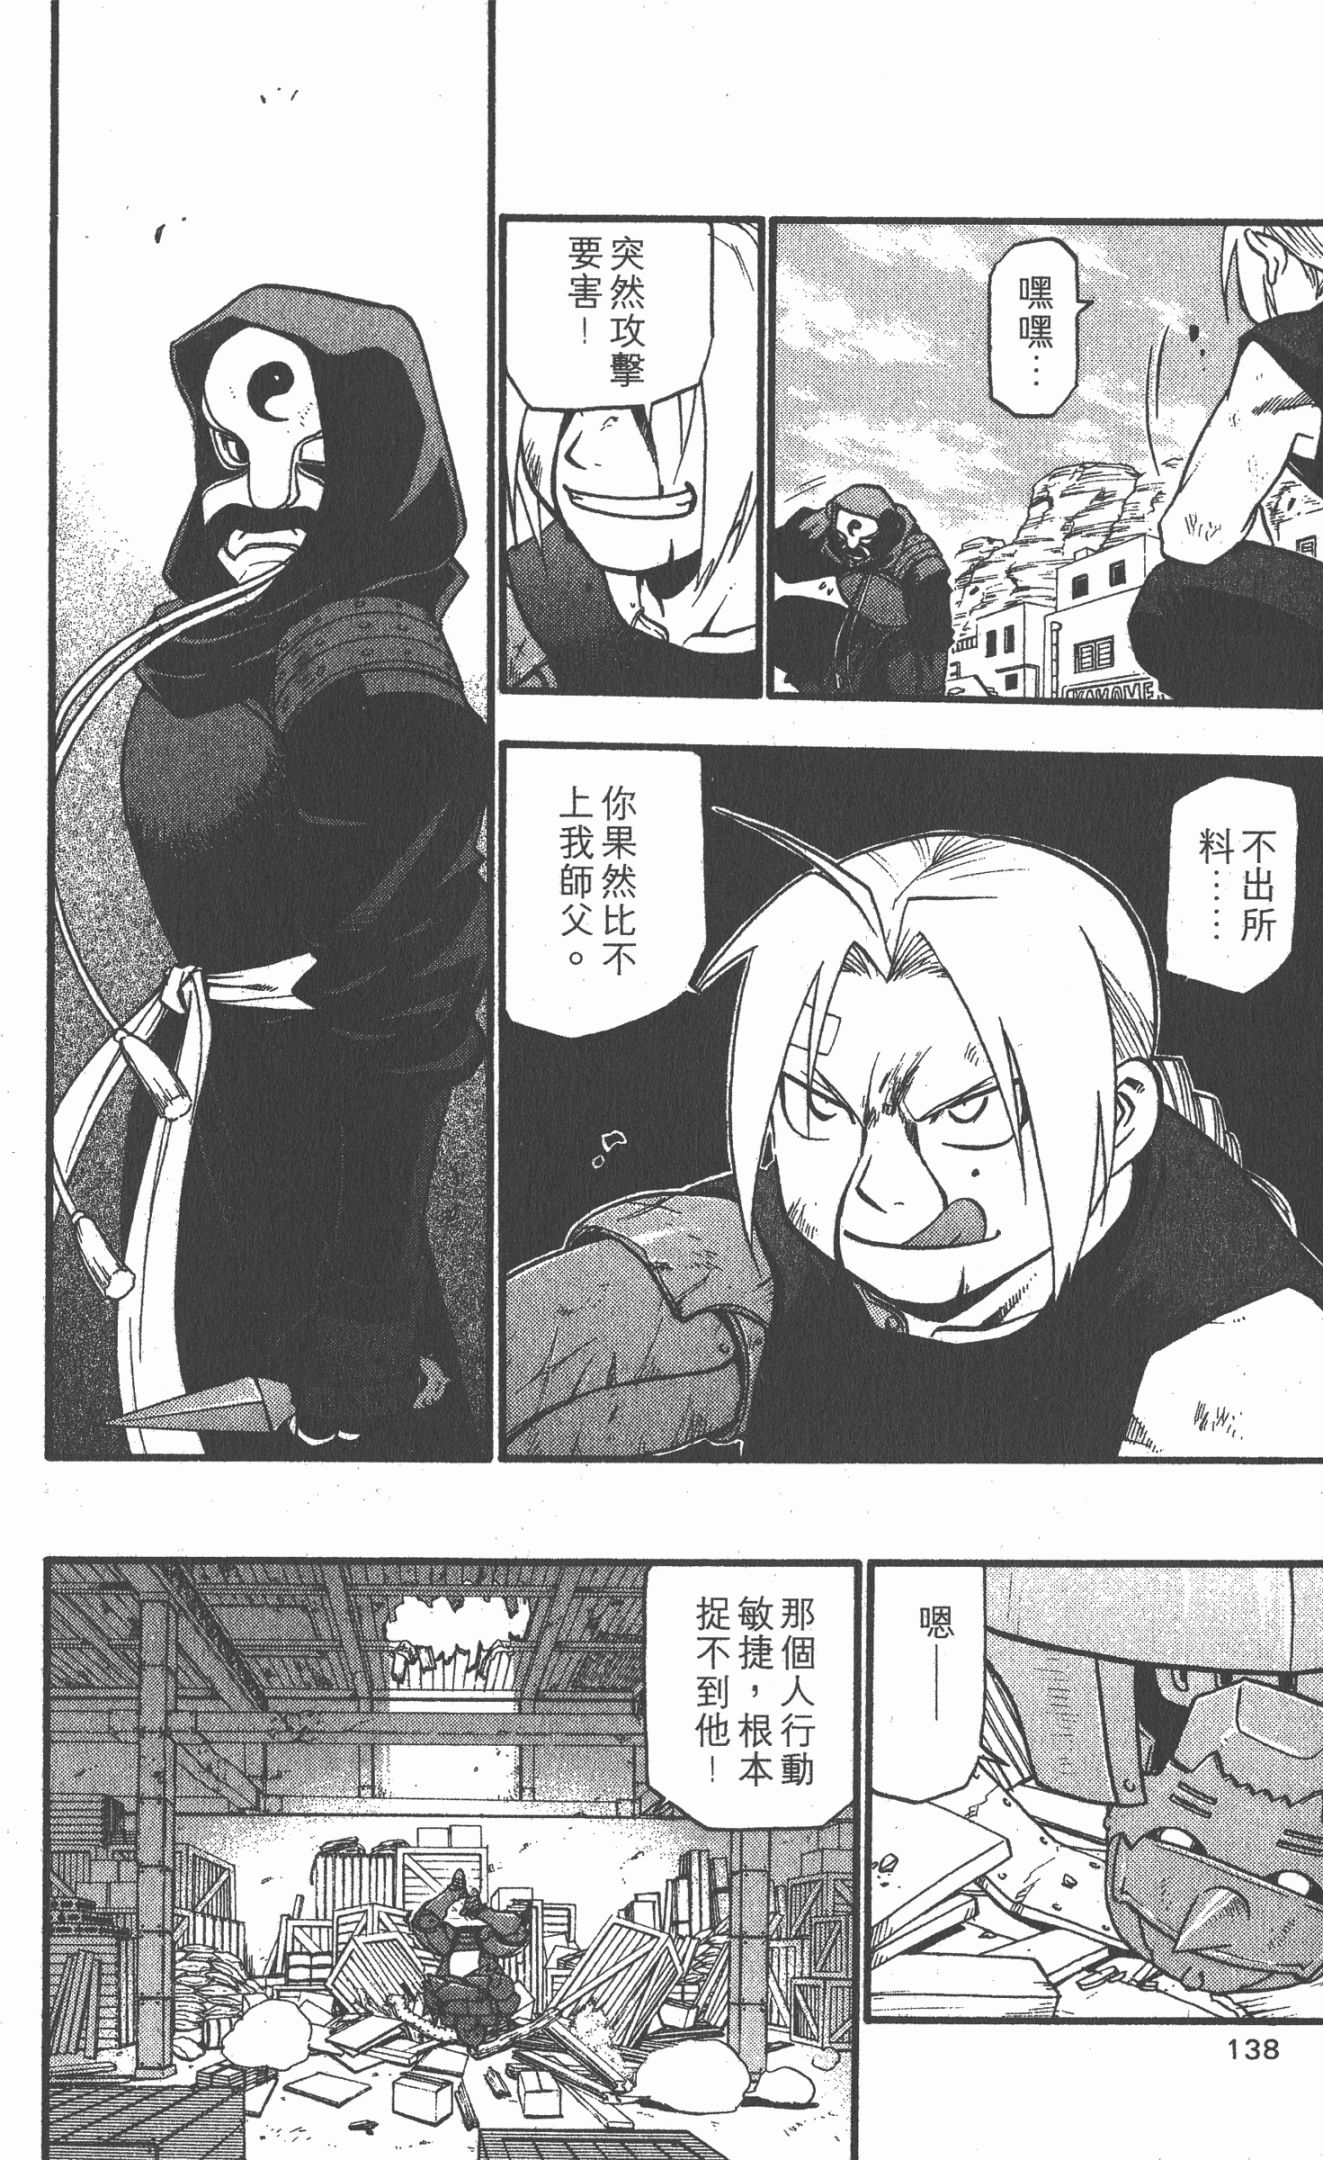 嘿嘿…
KAKOME
突然攻擊
要害！
不出所
料……
你果然比不
上我師父。
嗯——
那個人行動
敏捷，根本
捉不到他！
138